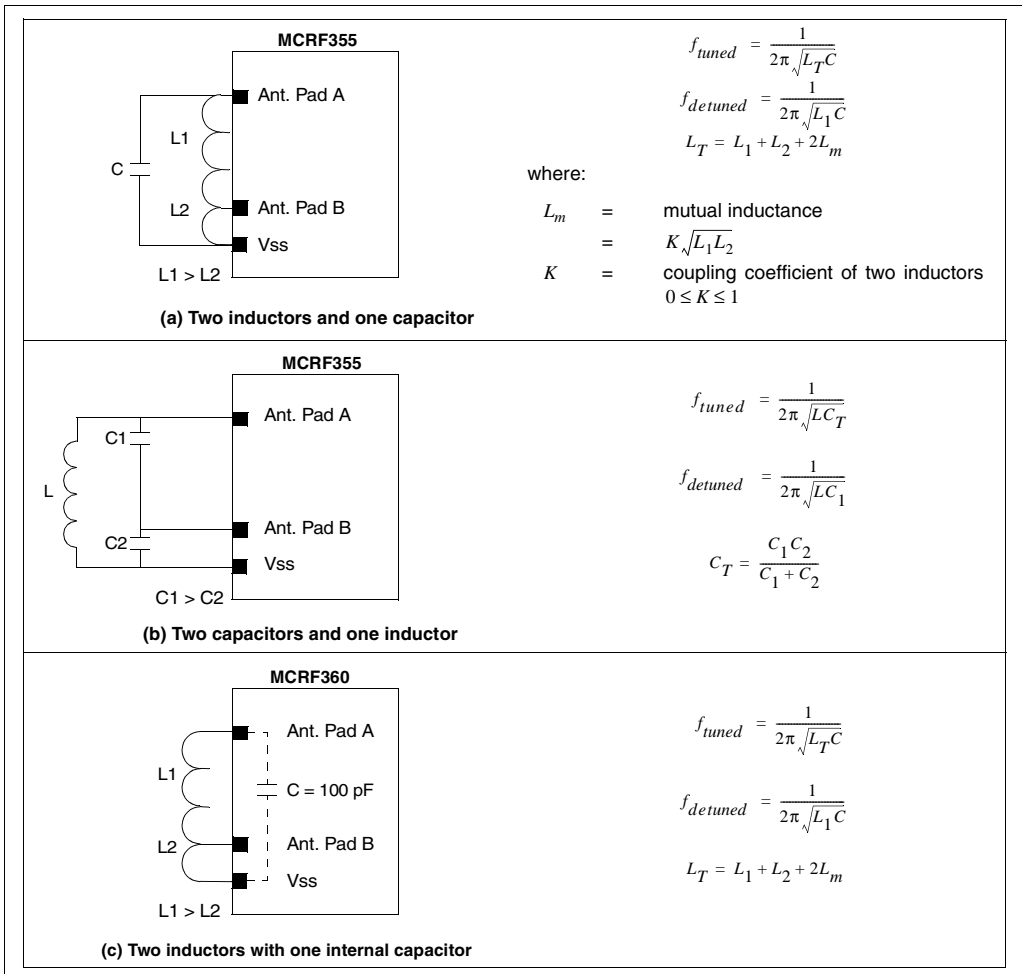 MCRF355
Ant. Pad A
L1
C
L2
Ant. Pad B
Vss
L1 > L2
(a) Two inductors and one capacitor
f_tuned = 1 / (2π√(L_T C))
f_detuned = 1 / (2π√(L_1 C))
L_T = L_1 + L_2 + 2L_m
where:
L_m = mutual inductance
= K√(L_1 L_2)
K = coupling coefficient of two inductors
0 ≤ K ≤ 1
MCRF355
Ant. Pad A
C1
L
Ant. Pad B
C2
Vss
C1 > C2
(b) Two capacitors and one inductor
f_tuned = 1 / (2π√(LC_T))
f_detuned = 1 / (2π√(LC_1))
C_T = C_1 C_2 / (C_1 + C_2)
MCRF360
Ant. Pad A
L1
C = 100 pF
L2
Ant. Pad B
Vss
L1 > L2
(c) Two inductors with one internal capacitor
f_tuned = 1 / (2π√(L_T C))
f_detuned = 1 / (2π√(L_1 C))
L_T = L_1 + L_2 + 2L_m